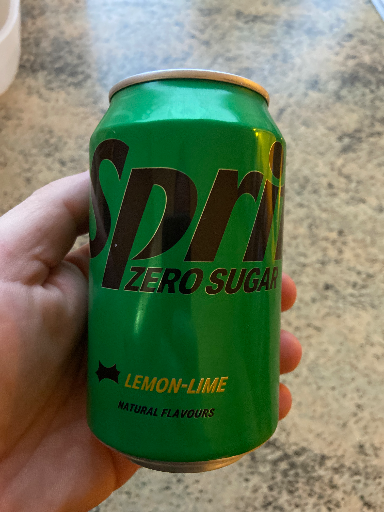 Spri
ZERO SUGAR
LEMON-LIME
NATURAL FLAVOURS